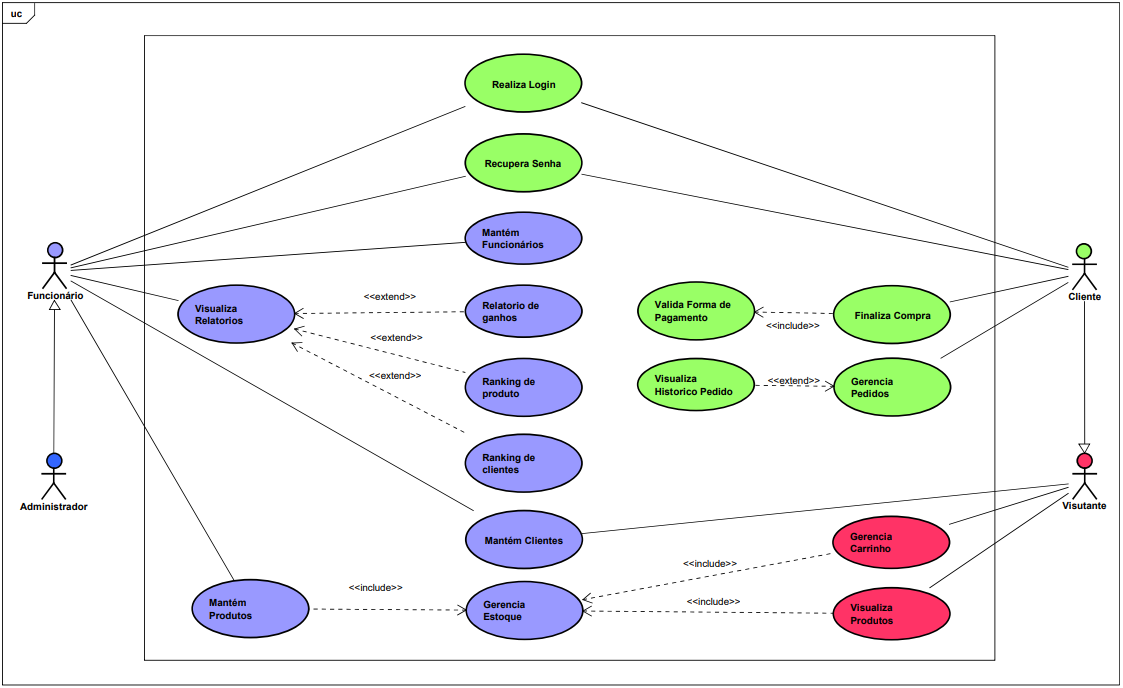 uc
Realiza Login
Recupera Senha
Mantém
Funcionários
Funcionário
Cliente
Visualiza
Relatorios
<<extend>>
Relatorio de
ganhos
<<extend>>
Ranking de
produto
<<extend>>
Ranking de
clientes
Valida Forma de
Pagamento
<<include>>
Finaliza Compra
Visualiza
Historico Pedido
<<extend>>
Gerencia
Pedidos
Administrador
Visutante
Mantém Clientes
Gerencia
Carrinho
<<include>>
Mantém
Produtos
<<include>>
Gerencia
Estoque
<<include>>
Visualiza
Produtos